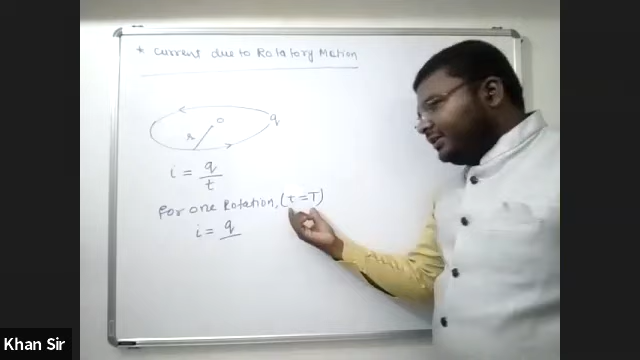 * Current due to Rotatory Motion
o
q
r
i = q/t
For one Rotation, (t = T)
i = q
Khan Sir